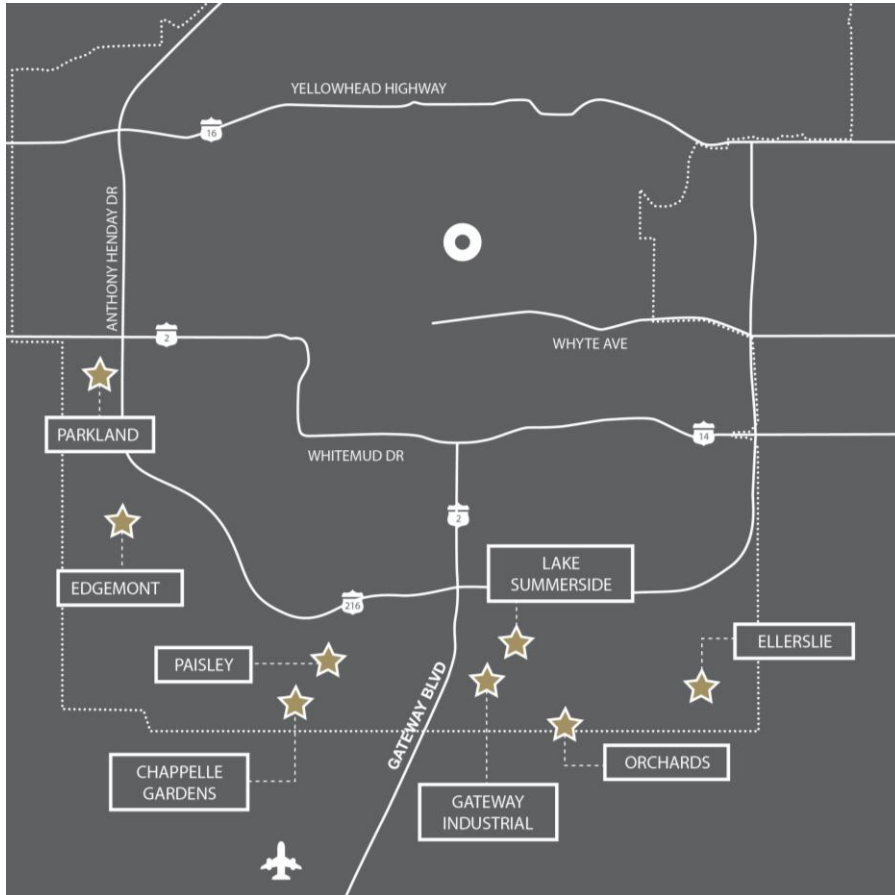 YELLOWHEAD HIGHWAY
16
ANTHONY HENDAY DR
2
WHYTE AVE
PARKLAND
14
WHITEMUD DR
2
EDGEMONT
LAKE
SUMMERSIDE
216
ELLERSLIE
PAISLEY
GATEWAY BLVD
ORCHARDS
CHAPPELLE
GARDENS
GATEWAY
INDUSTRIAL